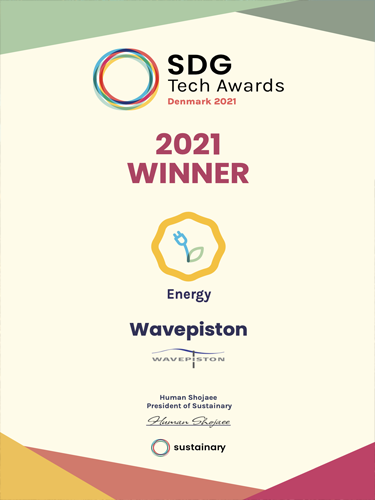 SDG
Tech Awards
Denmark 2021
2021
WINNER
Energy
Wavepiston
WAVEPISTON
Human Shojaee
President of Sustainary
Human Shojaee
sustainary